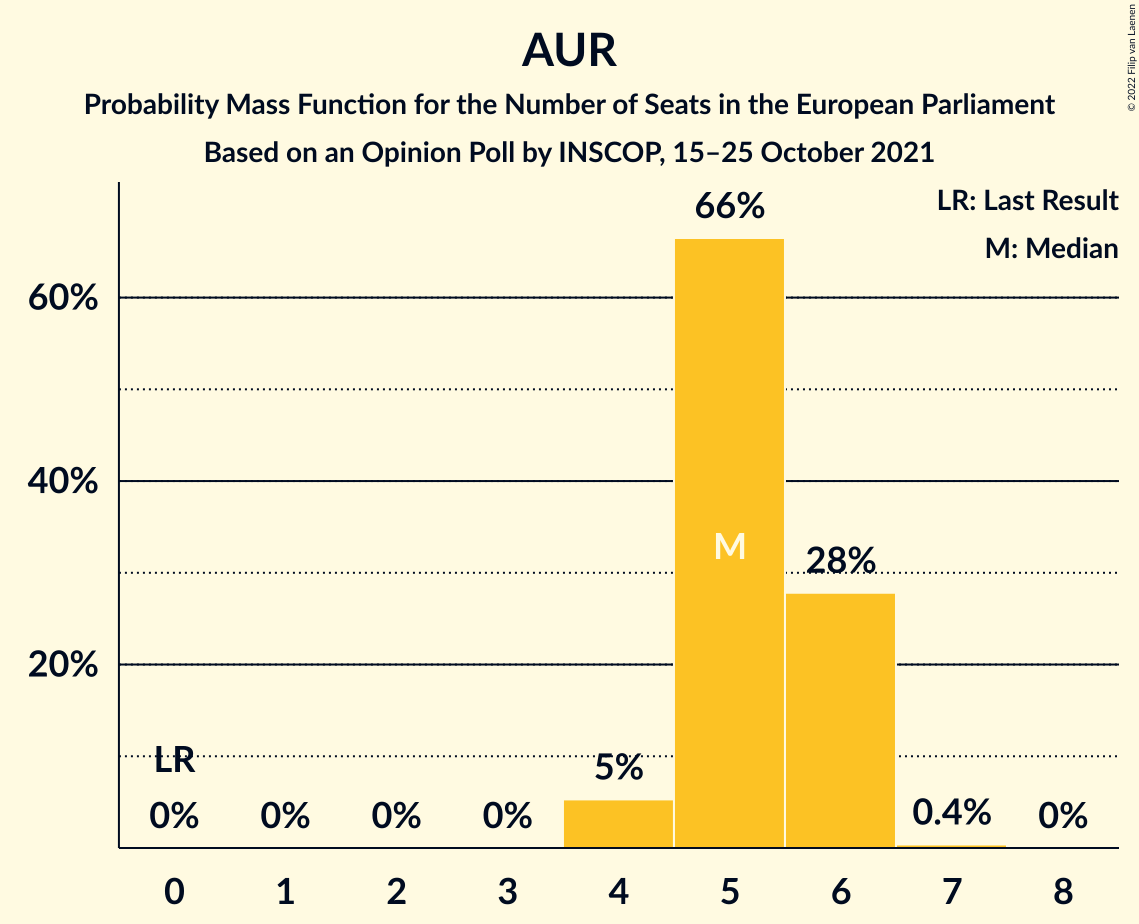 AUR
Probability Mass Function for the Number of Seats in the European Parliament
Based on an Opinion Poll by INSCOP, 15–25 October 2021
© 2022 Filip van Laenen
LR: Last Result
M: Median
66%
60%
40%
M
28%
20%
LR
5%
0% 0% 0% 0% 0.4% 0%
0 1 2 3 4 5 6 7 8